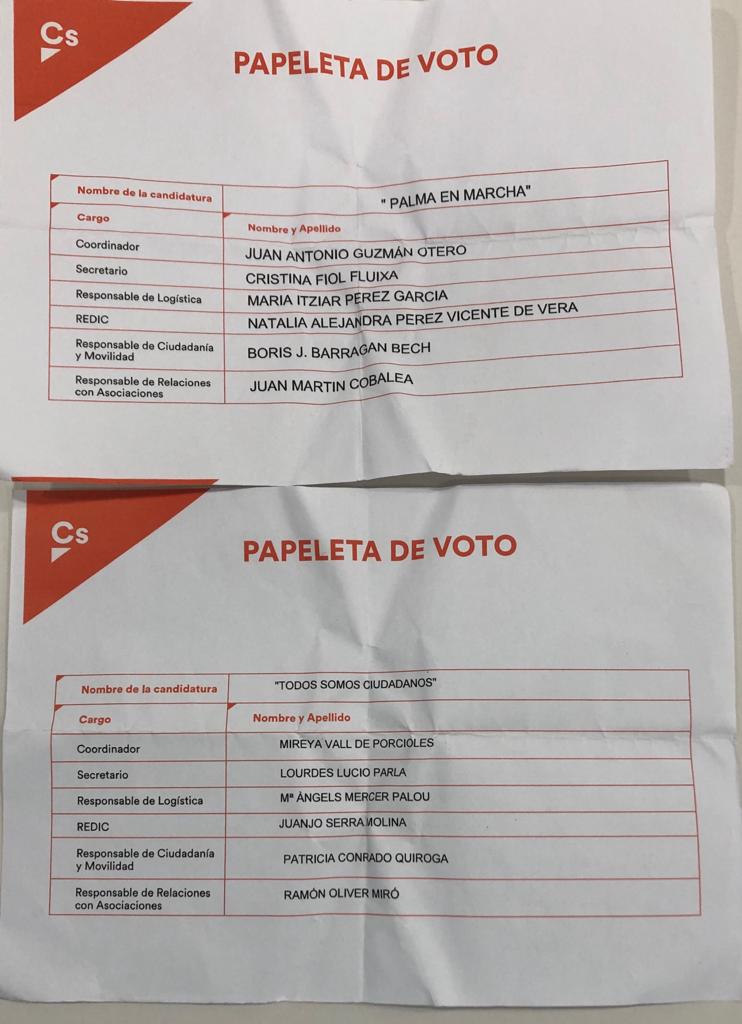 Cs
PAPELETA DE VOTO
Nombre de la candidatura " PALMA EN MARCHA"
Cargo Nombre y Apellido
Coordinador JUAN ANTONIO GUZMÁN OTERO
Secretario CRISTINA FIOL FLUIXA
Responsable de Logística MARIA ITZIAR PEREZ GARCIA
REDIC NATALIA ALEJANDRA PEREZ VICENTE DE VERA
Responsable de Ciudadanía
y Movilidad BORIS J. BARRAGAN BECH
Responsable de Relaciones
con Asociaciones JUAN MARTIN COBALEA
Cs
PAPELETA DE VOTO
Nombre de la candidatura "TODOS SOMOS CIUDADANOS"
Cargo Nombre y Apellido
Coordinador MIREYA VALL DE PORCIOLES
Secretario LOURDES LUCIO PARLA
Responsable de Logística Mª ÀNGELS MERCER PALOU
REDIC JUANJO SERRA MOLINA
Responsable de Ciudadanía
y Movilidad PATRICIA CONRADO QUIROGA
Responsable de Relaciones
con Asociaciones RAMÓN OLIVER MIRÓ